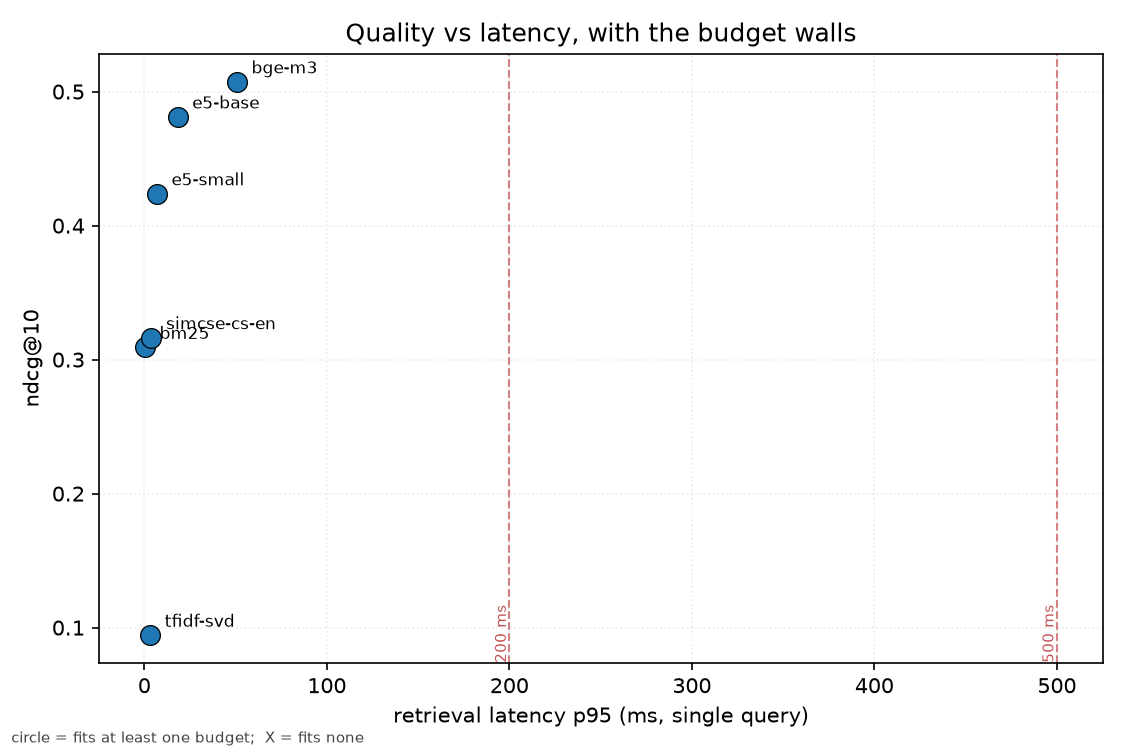 Quality vs latency, with the budget walls
ndcg@10
0.5
0.4
0.3
0.2
0.1
bge-m3
e5-base
e5-small
simcse-cs-en
bm25
tfidf-svd
200 ms
500 ms
0
100
200
300
400
500
retrieval latency p95 (ms, single query)
circle = fits at least one budget;  X = fits none